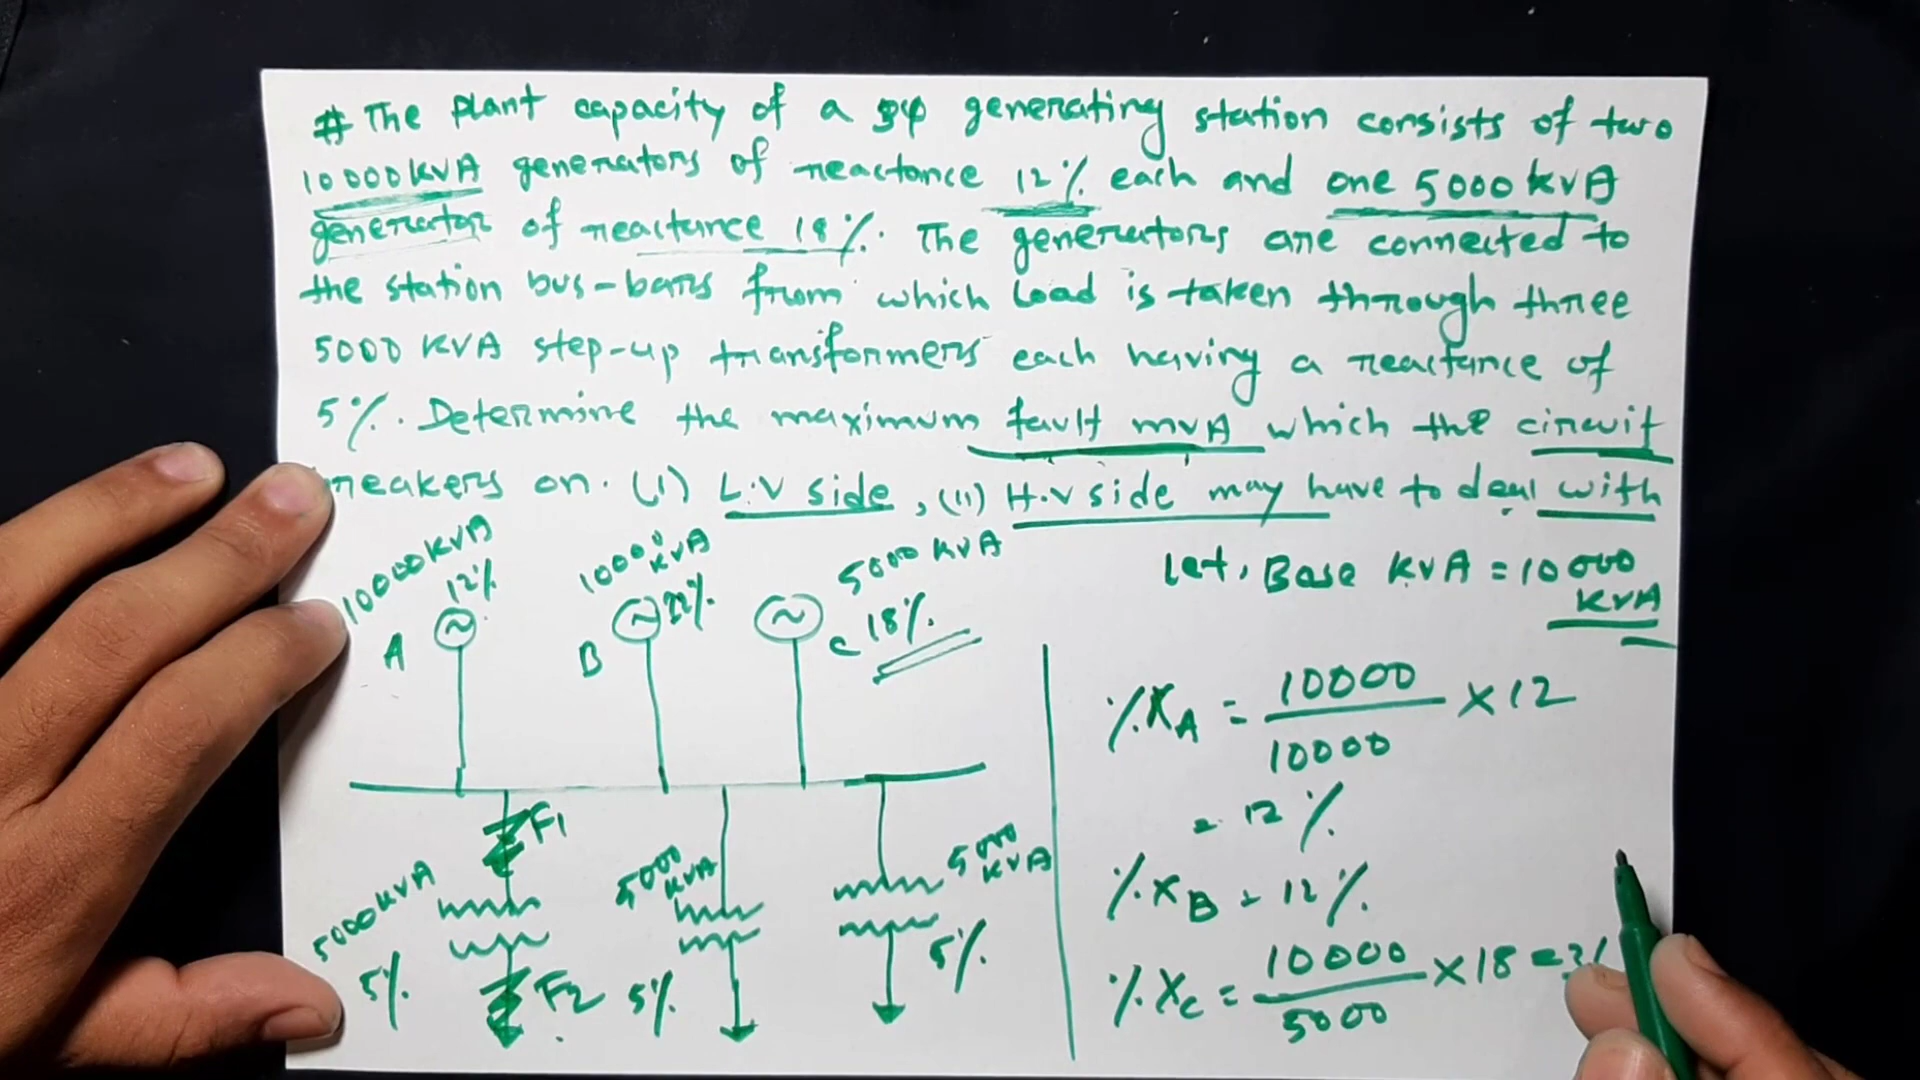 # The plant capacity of a 3φ generating station consists of two
10000 KVA generators of reactance 12% each and one 5000 KVA
generator of reactance 18%. The generators are connected to
the station bus-bars from which load is taken through three
5000 KVA step-up transformers each having a reactance of
5%. Determine the maximum fault MVA which the circuit
reakers on. (i) L.V side, (ii) H.V side may have to deal with
Let, Base KVA = 10000
KVA
10000 KVA
12%
A
10000
KVA
B
5000 KVA
C 18%
F1
5000 KVA
5%
F2
5000
KVA
5%
5000
KVA
5%
%XA = 10000
10000
× 12
= 12%
%XB = 12%
%XC = 10000
5000
× 18 =